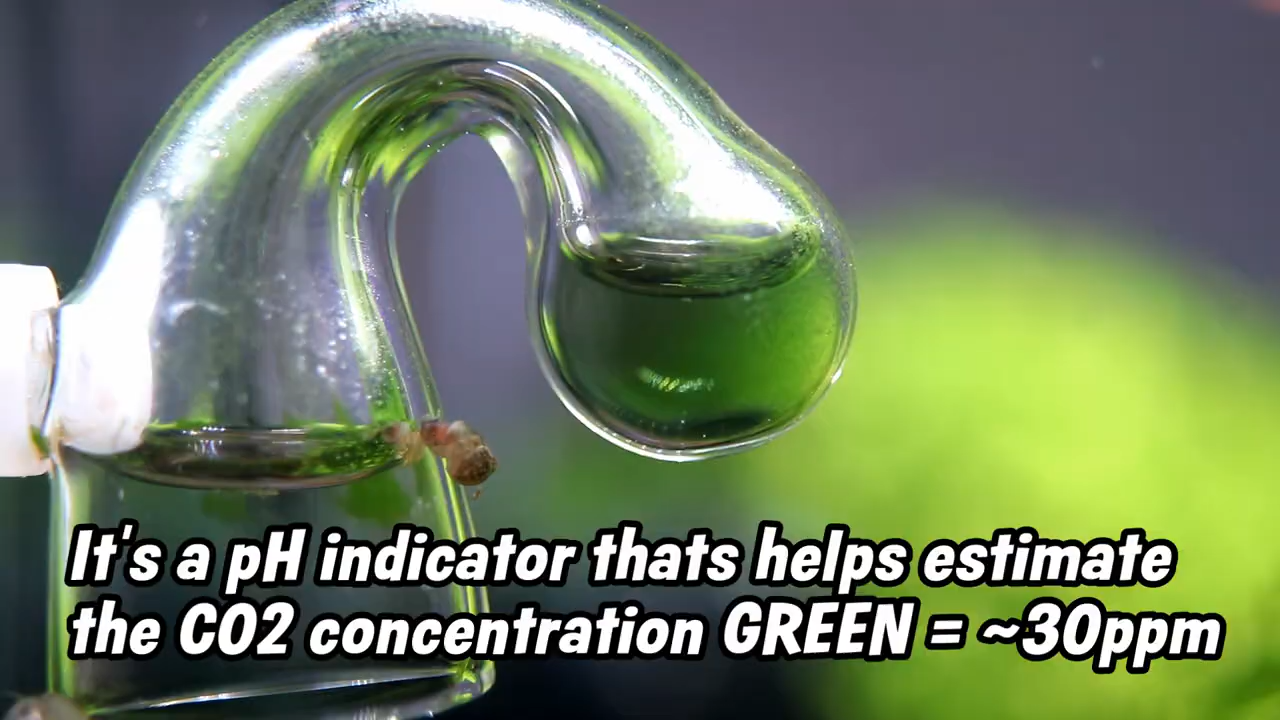 It's a pH indicator thats helps estimate
the CO2 concentration GREEN = ~30ppm